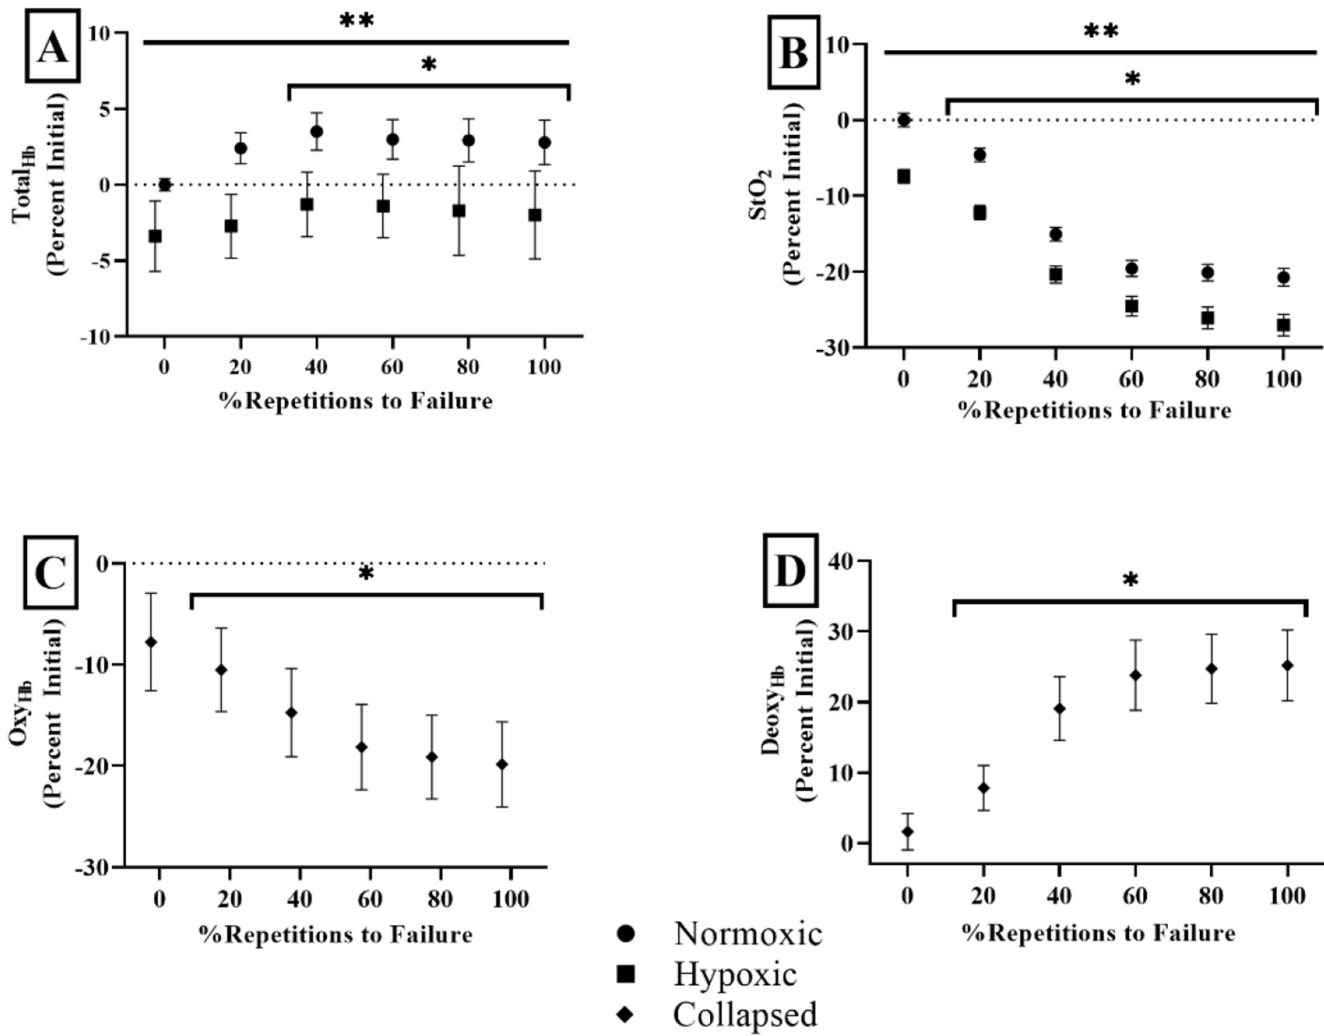 A
**
*
10
5
0
-5
-10
Total_Hb
(Percent Initial)
0 20 40 60 80 100
%Repetitions to Failure
B
**
*
10
0
-10
-20
-30
StO₂
(Percent Initial)
0 20 40 60 80 100
%Repetitions to Failure
C
*
0
-10
-20
-30
Oxy_Hb
(Percent Initial)
0 20 40 60 80 100
%Repetitions to Failure
D
*
40
30
20
10
0
Deoxy_Hb
(Percent Initial)
0 20 40 60 80 100
%Repetitions to Failure
Normoxic
Hypoxic
Collapsed